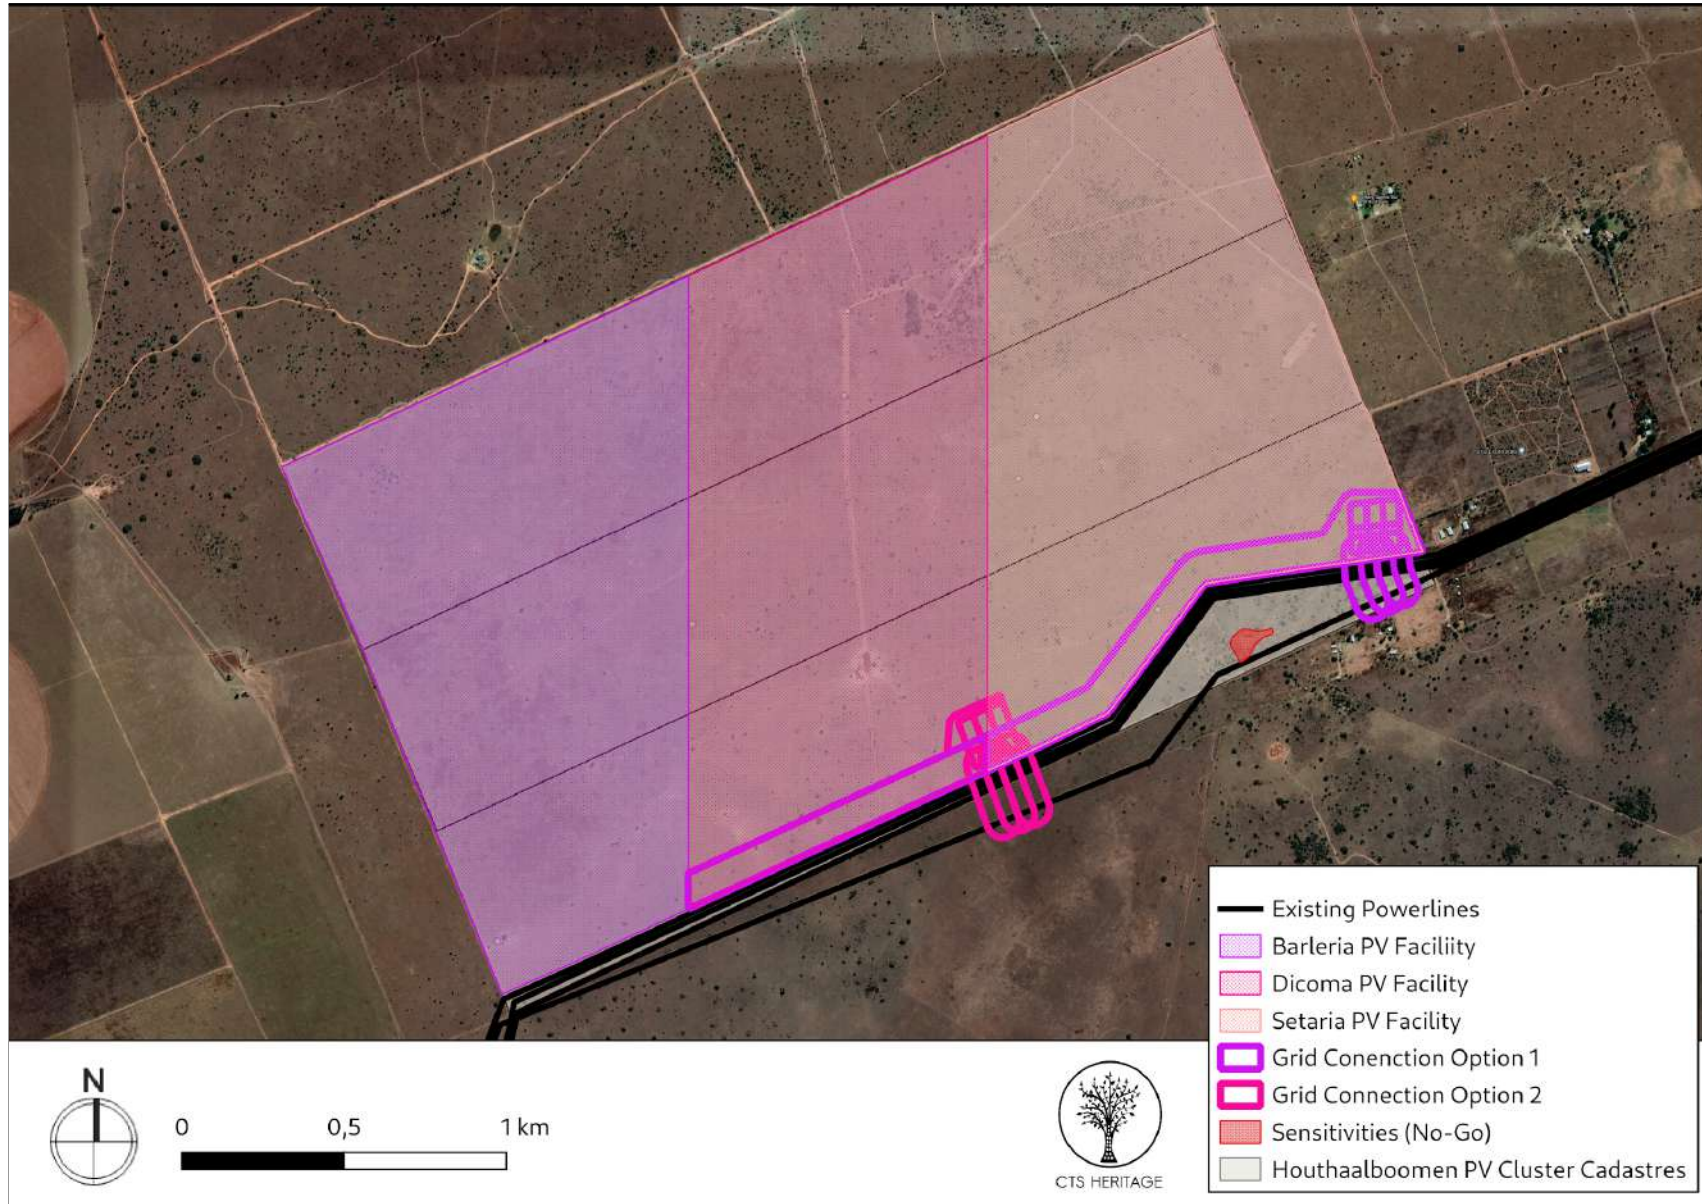 Existing Powerlines
Barleria PV Faciliity
Dicoma PV Facility
Setaria PV Facility
Grid Conenction Option 1
Grid Connection Option 2
Sensitivities (No-Go)
Houthaalboomen PV Cluster Cadastres
N
0 0,5 1 km
CTS HERITAGE